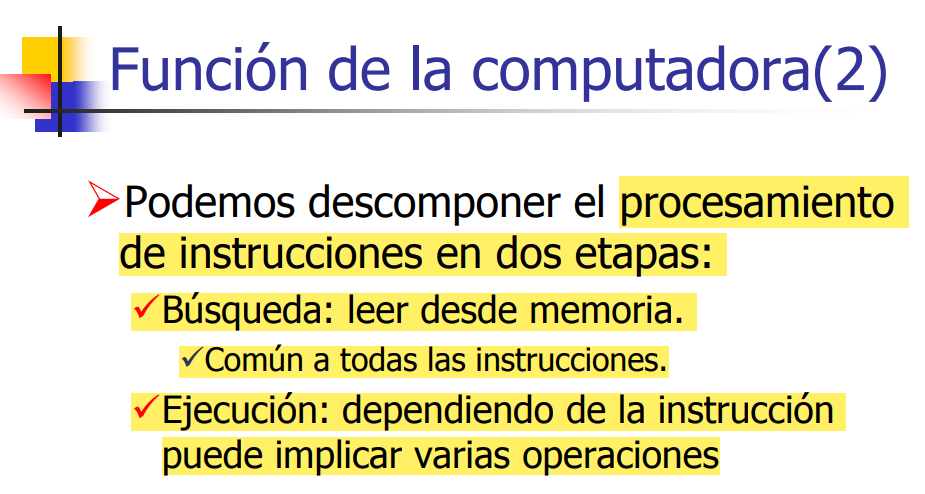 Función de la computadora(2)
Podemos descomponer el procesamiento
de instrucciones en dos etapas:
Búsqueda: leer desde memoria.
Común a todas las instrucciones.
Ejecución: dependiendo de la instrucción
puede implicar varias operaciones